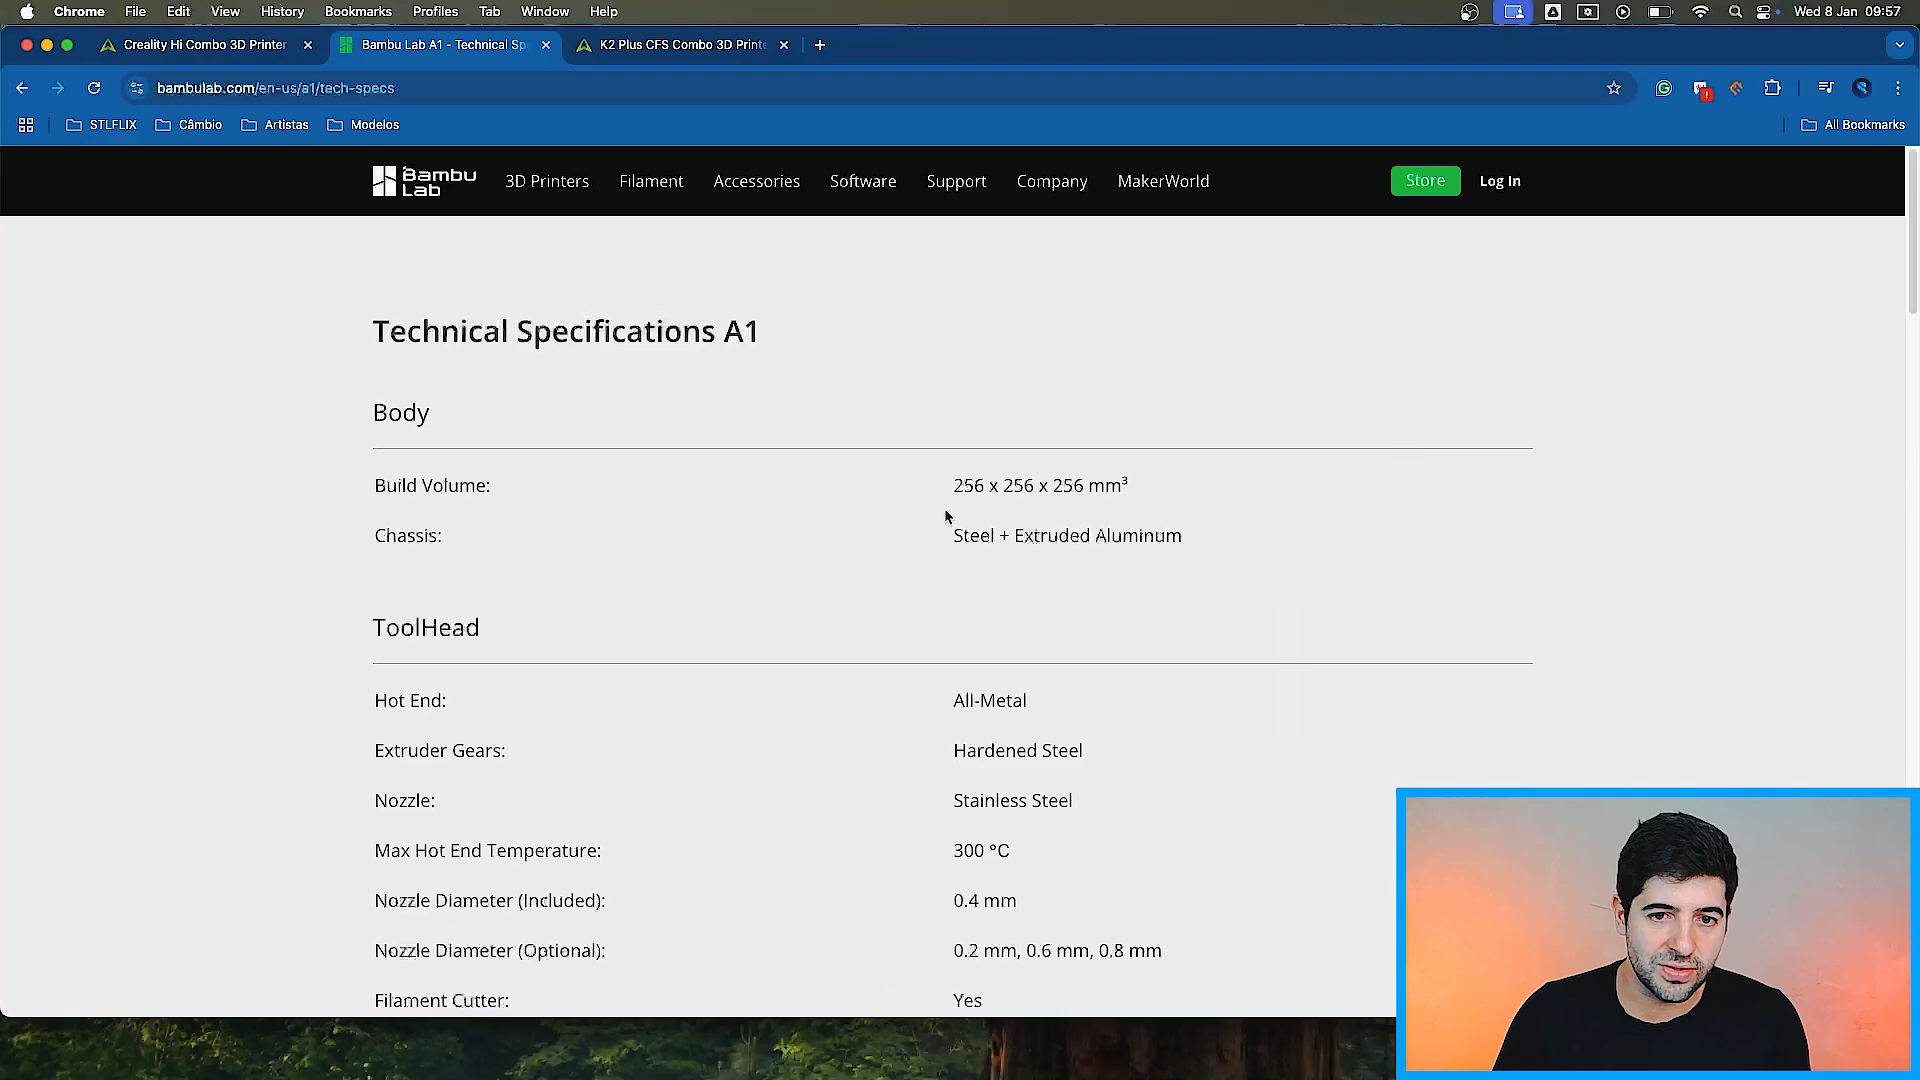 Chrome File Edit View History Bookmarks Profiles Tab Window Help Wed 8 Jan 09:57
Creality Hi Combo 3D Printer Bambu Lab A1 - Technical Sp K2 Plus CFS Combo 3D Printe
bambulab.com/en-us/a1/tech-specs
STLFLIX Câmbio Artistas Modelos All Bookmarks
Bambu Lab 3D Printers Filament Accessories Software Support Company MakerWorld Store Log In
Technical Specifications A1
Body
Build Volume: 256 x 256 x 256 mm³
Chassis: Steel + Extruded Aluminum
ToolHead
Hot End: All-Metal
Extruder Gears: Hardened Steel
Nozzle: Stainless Steel
Max Hot End Temperature: 300 °C
Nozzle Diameter (Included): 0.4 mm
Nozzle Diameter (Optional): 0.2 mm, 0.6 mm, 0.8 mm
Filament Cutter: Yes